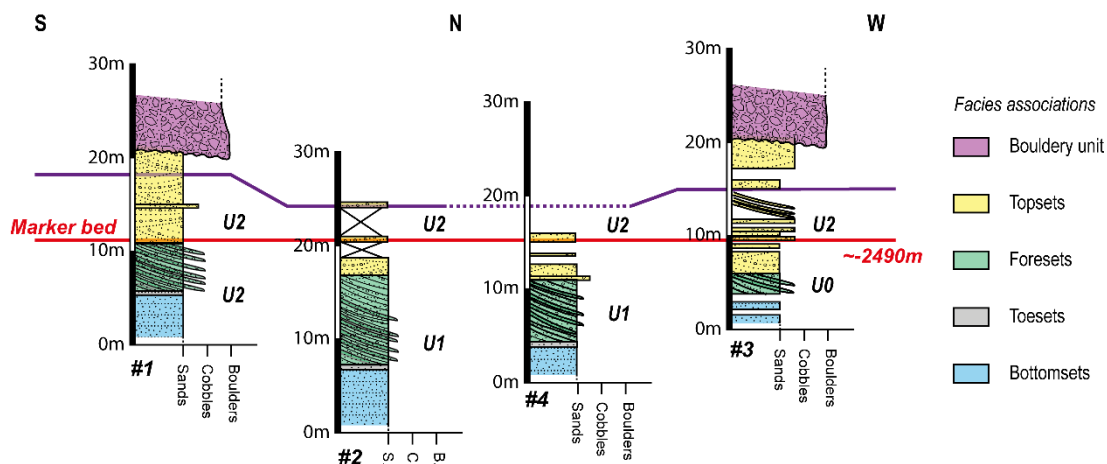 S
N
W
30m
20m
10m
0m
#1
Sands
Cobbles
Boulders
Marker bed
U2
U2
30m
20m
10m
0m
#2
S.
C
B.
U2
U1
30m
20m
10m
0m
#4
Sands
Cobbles
Boulders
U2
U1
30m
20m
10m
0m
#3
Sands
Cobbles
Boulders
U2
U0
~-2490m
Facies associations
Bouldery unit
Topsets
Foresets
Toesets
Bottomsets